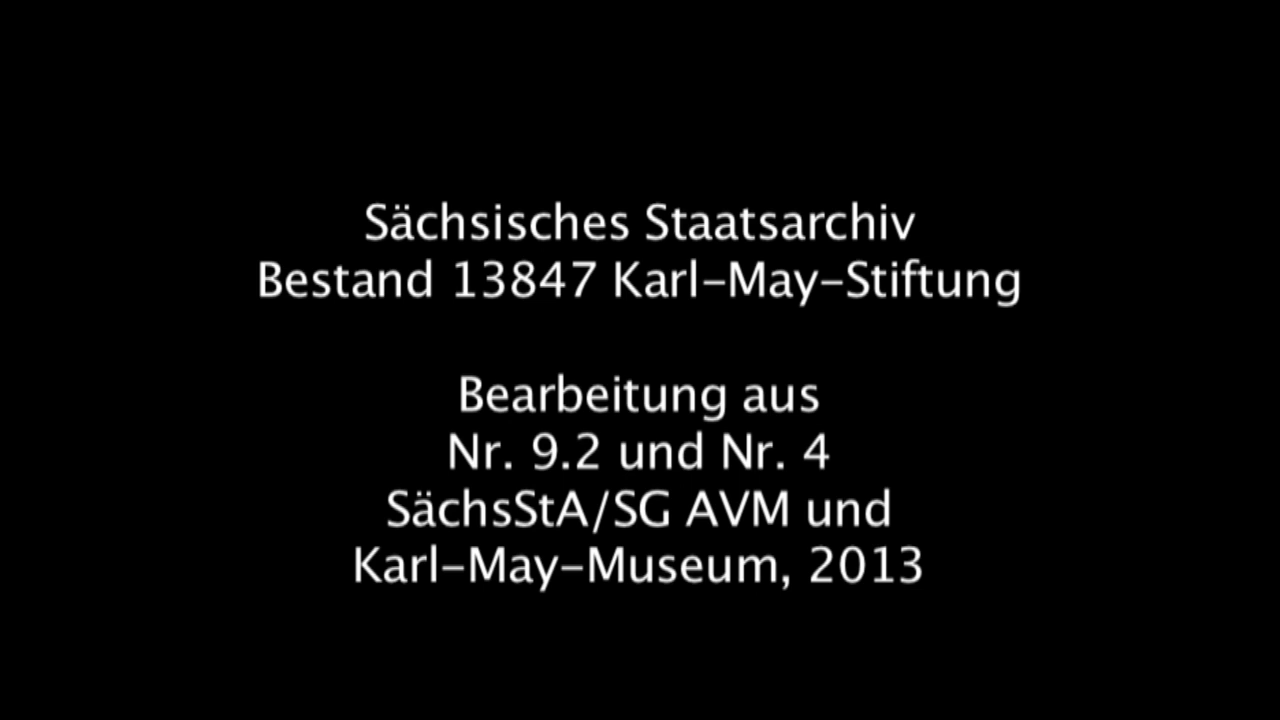 Sächsisches Staatsarchiv
Bestand 13847 Karl-May-Stiftung
Bearbeitung aus
Nr. 9.2 und Nr. 4
SächsStA/SG AVM und
Karl-May-Museum, 2013